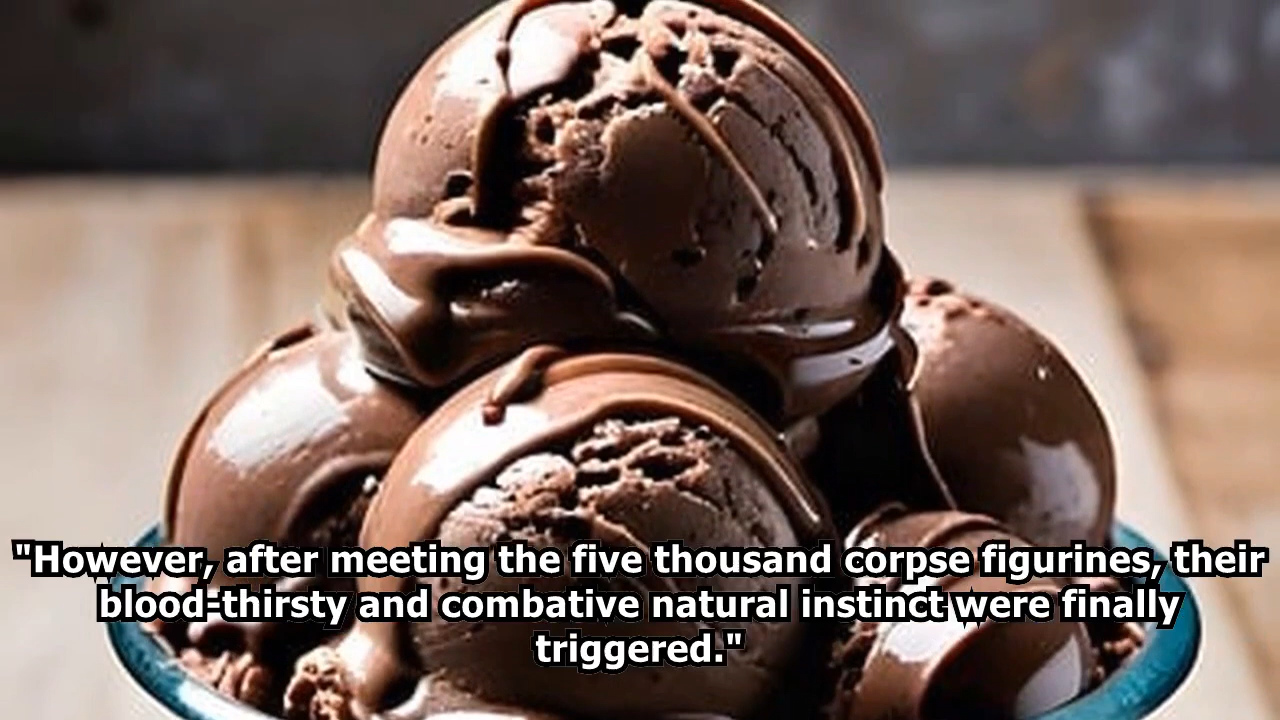 "However, after meeting the five thousand corpse figurines, their
blood-thirsty and combative natural instinct were finally
triggered."